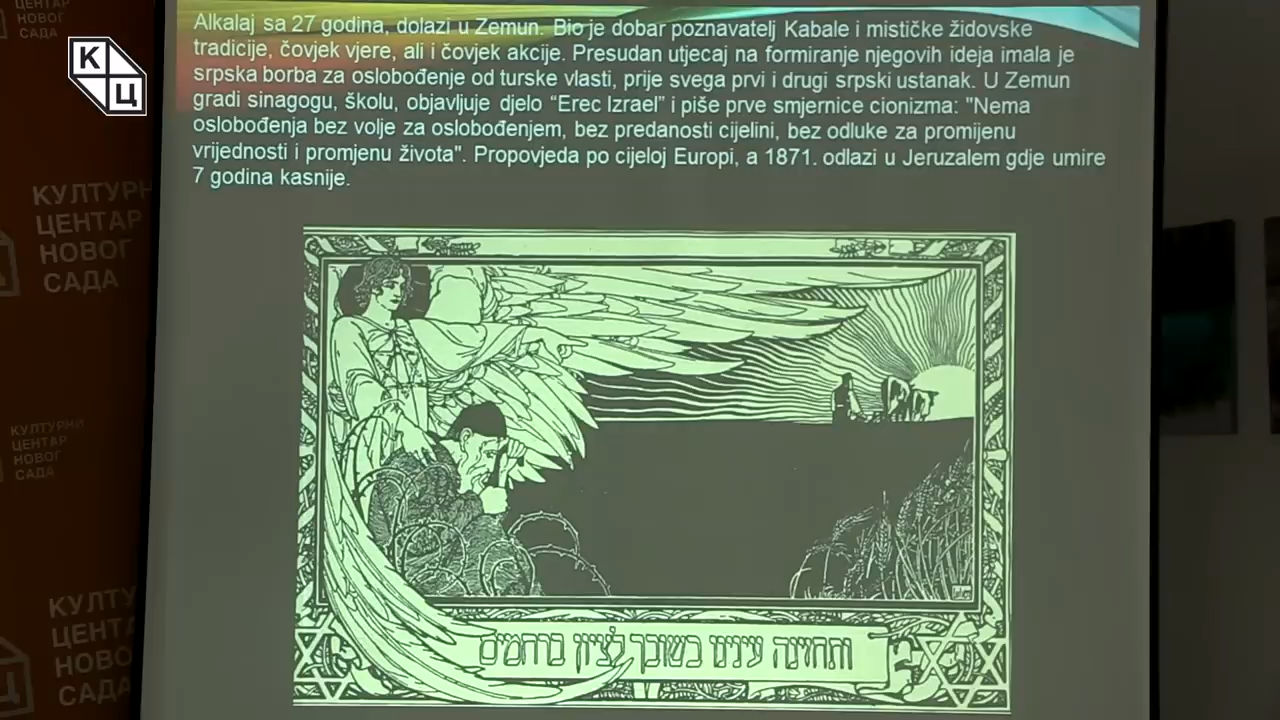 Alkalaj sa 27 godina, dolazi u Zemun. Bio je dobar poznavatelj Kabale i mističke židovske
tradicije, čovjek vjere, ali i čovjek akcije. Presudan utjecaj na formiranje njegovih ideja imala je
srpska borba za oslobođenje od turske vlasti, prije svega prvi i drugi srpski ustanak. U Zemun
gradi sinagogu, školu, objavljuje djelo “Erec Izrael” i piše prve smjernice cionizma: "Nema
oslobođenja bez volje za oslobođenjem, bez predanosti cijelini, bez odluke za promijenu
vrijednosti i promjenu života". Propovjeda po cijeloj Europi, a 1871. odlazi u Jeruzalem gdje umire
7 godina kasnije.
ותחזינה עינינו בשובך לציון ברחמים
К
Ц
ЦЕНТАР
НОВОГ
САДА
КУЛТУРН
ЦЕНТАР
НОВОГ
САДА
КУЛТУРНИ
ЦЕНТАР
НОВОГ
САДА
КУЛТУ
ЦЕНТ
НОВО
САДА